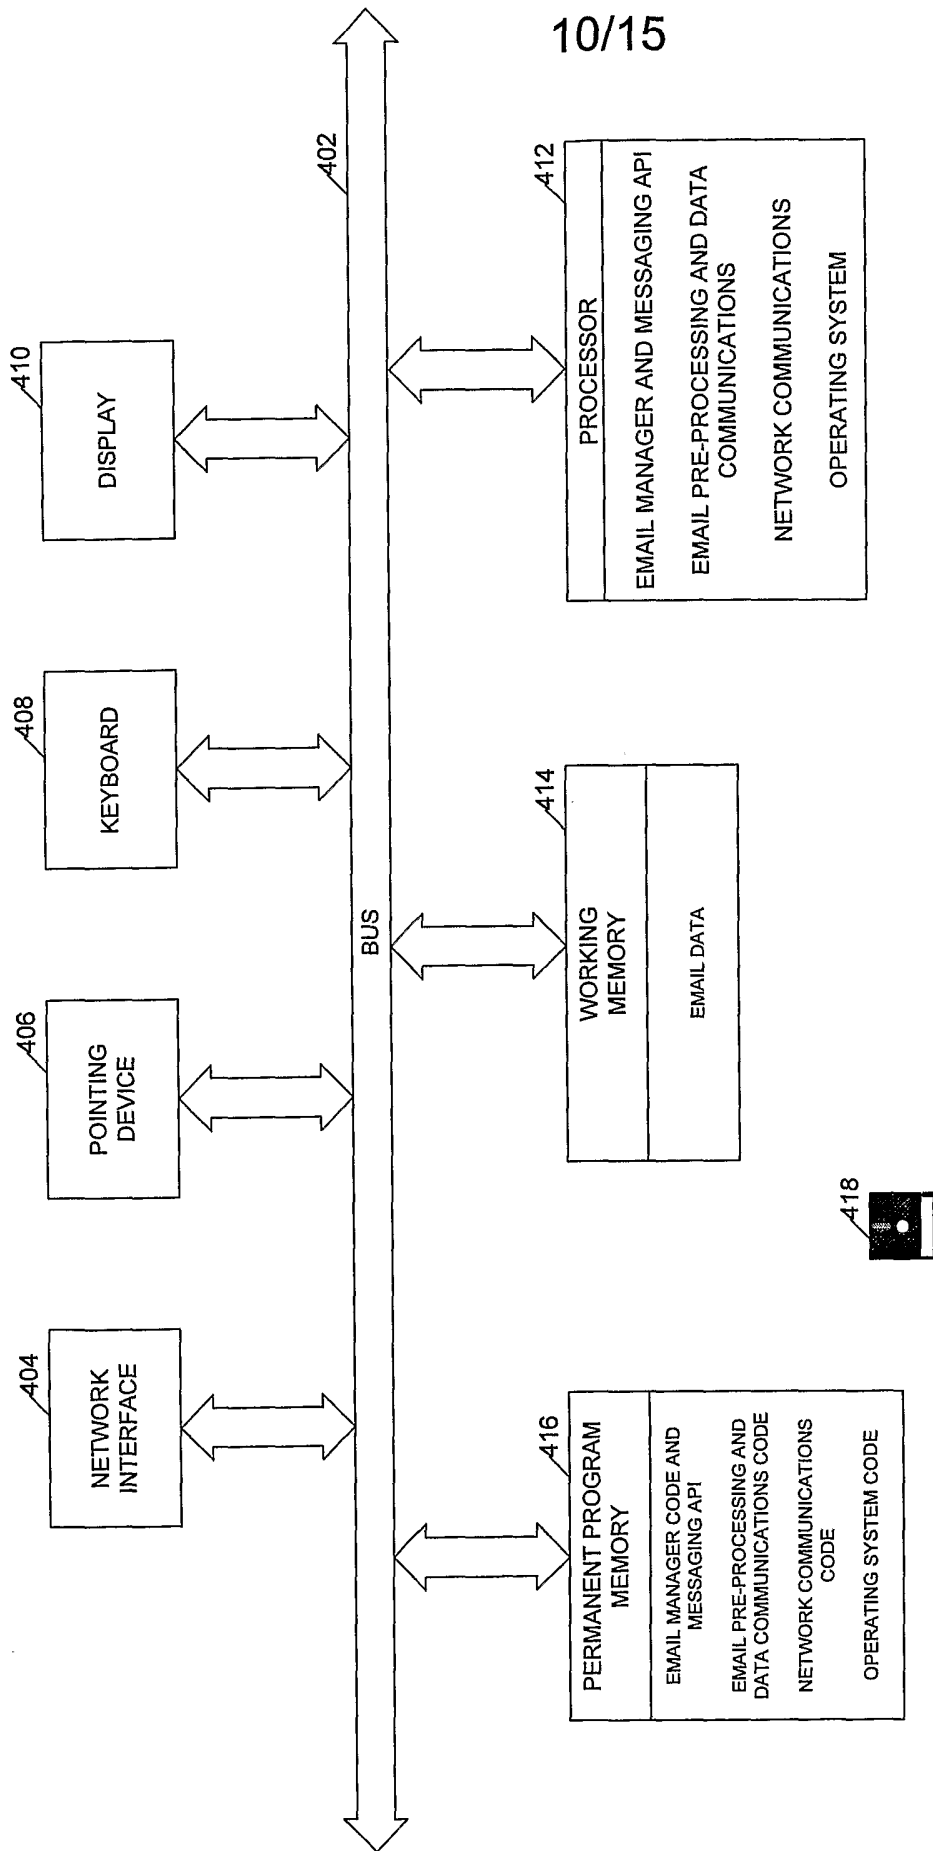 10/15
404
NETWORK
INTERFACE
406
POINTING
DEVICE
408
KEYBOARD
410
DISPLAY
BUS
402
416
PERMANENT PROGRAM
MEMORY
EMAIL MANAGER CODE AND
MESSAGING API
EMAIL PRE-PROCESSING AND
DATA COMMUNICATIONS CODE
NETWORK COMMUNICATIONS
CODE
OPERATING SYSTEM CODE
418
414
WORKING
MEMORY
EMAIL DATA
412
PROCESSOR
EMAIL MANAGER AND MESSAGING API
EMAIL PRE-PROCESSING AND DATA
COMMUNICATIONS
NETWORK COMMUNICATIONS
OPERATING SYSTEM